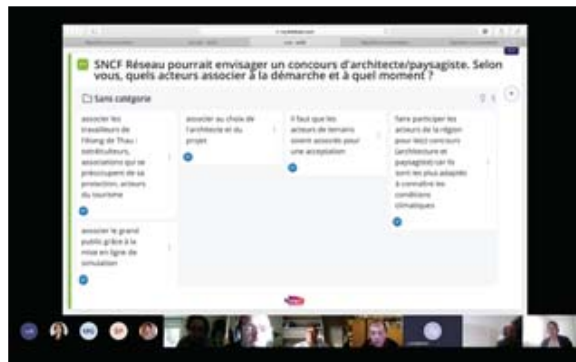 SNCF Réseau pourrait envisager un concours d'architecte/paysagiste. Selon
vous, quels acteurs associer à la démarche et à quel moment ?
Sans catégorie
associer les
travailleurs de
l'étang de Thau :
ostréiculteurs,
associations qui se
préoccupent de sa
protection, acteurs
du tourisme
associer au choix de
l'architecte et du
projet
il faut que les
acteurs de terrains
soient associés pour
une acceptation
faire participer les
acteurs de la région
pour le(s) concours
(architecture et
paysagiste) car ils
sont les plus adaptés
à connaître les
conditions
climatiques
associer le grand
public grâce à la
mise en ligne de
simulation